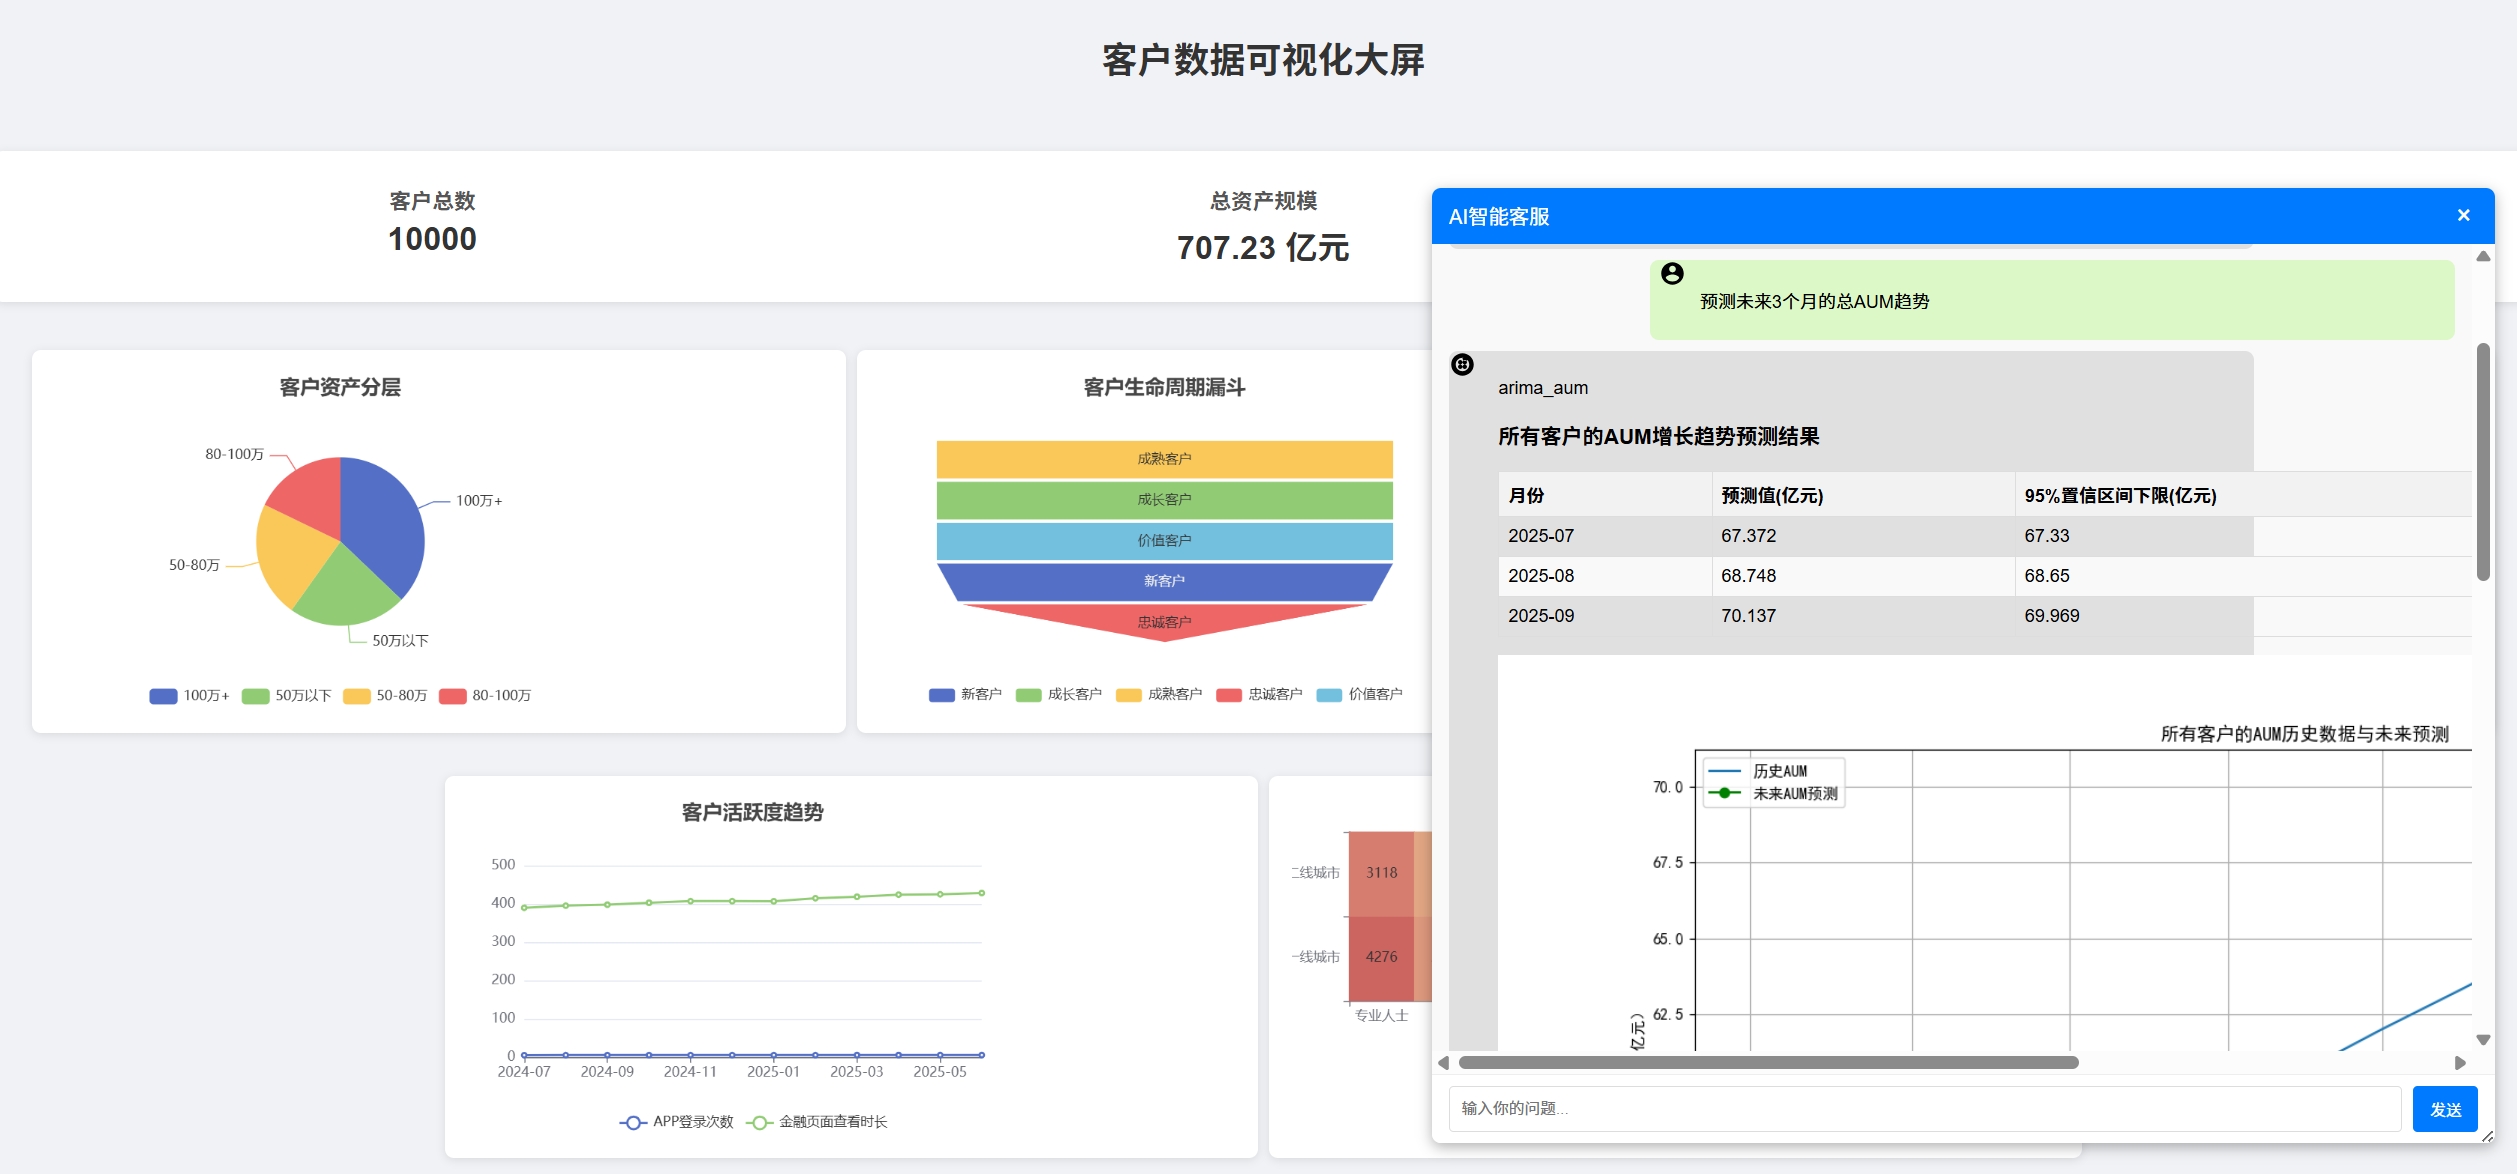 客户数据可视化大屏
客户总数
10000
总资产规模
707.23 亿元
客户资产分层
80-100万
100万+
50-80万
50万以下
100万+ 50万以下 50-80万 80-100万
客户生命周期漏斗
成熟客户
成长客户
价值客户
新客户
忠诚客户
新客户 成长客户 成熟客户 忠诚客户 价值客户
客户活跃度趋势
500
400
300
200
100
0
2024-07 2024-09 2024-11 2025-01 2025-03 2025-05
APP登录次数 金融页面查看时长
二线城市 3118
一线城市 4276
专业人士
AI智能客服 ×
预测未来3个月的总AUM趋势
arima_aum
所有客户的AUM增长趋势预测结果
月份 预测值(亿元) 95%置信区间下限(亿元)
2025-07 67.372 67.33
2025-08 68.748 68.65
2025-09 70.137 69.969
所有客户的AUM历史数据与未来预测
历史AUM
未来AUM预测
70.0
67.5
65.0
62.5
亿元)
输入你的问题...
发送